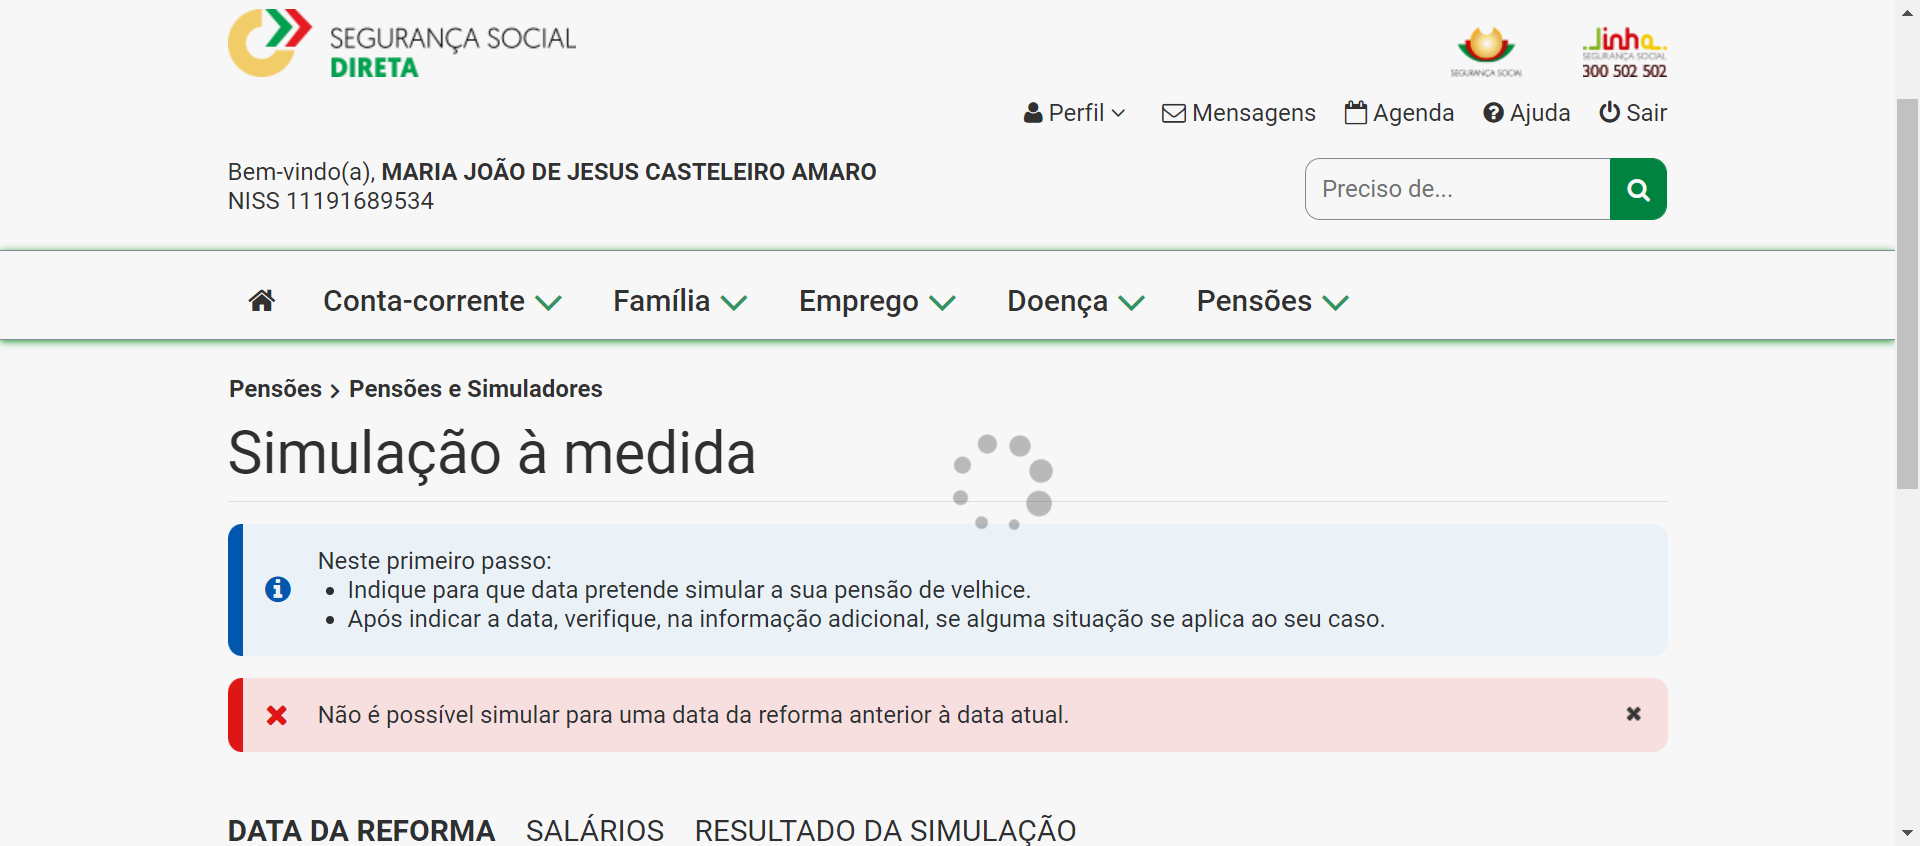 SEGURANÇA SOCIAL
DIRETA
SEGURANÇA SOCIAL
Linha
SEGURANÇA SOCIAL
300 502 502
Perfil
Mensagens
Agenda
Ajuda
Sair
Bem-vindo(a), MARIA JOÃO DE JESUS CASTELEIRO AMARO
NISS 11191689534
Preciso de...
Conta-corrente
Família
Emprego
Doença
Pensões
Pensões > Pensões e Simuladores
Simulação à medida
Neste primeiro passo:
• Indique para que data pretende simular a sua pensão de velhice.
• Após indicar a data, verifique, na informação adicional, se alguma situação se aplica ao seu caso.
Não é possível simular para uma data da reforma anterior à data atual.
DATA DA REFORMA
SALÁRIOS
RESULTADO DA SIMULAÇÃO